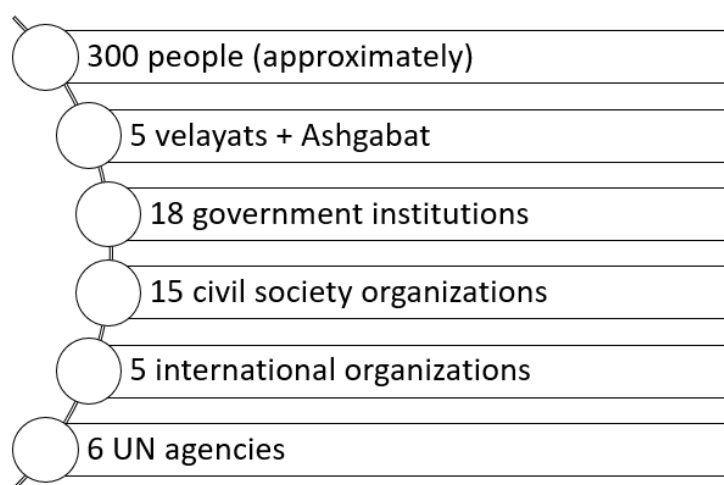 300 people (approximately)
5 velayats + Ashgabat
18 government institutions
15 civil society organizations
5 international organizations
6 UN agencies